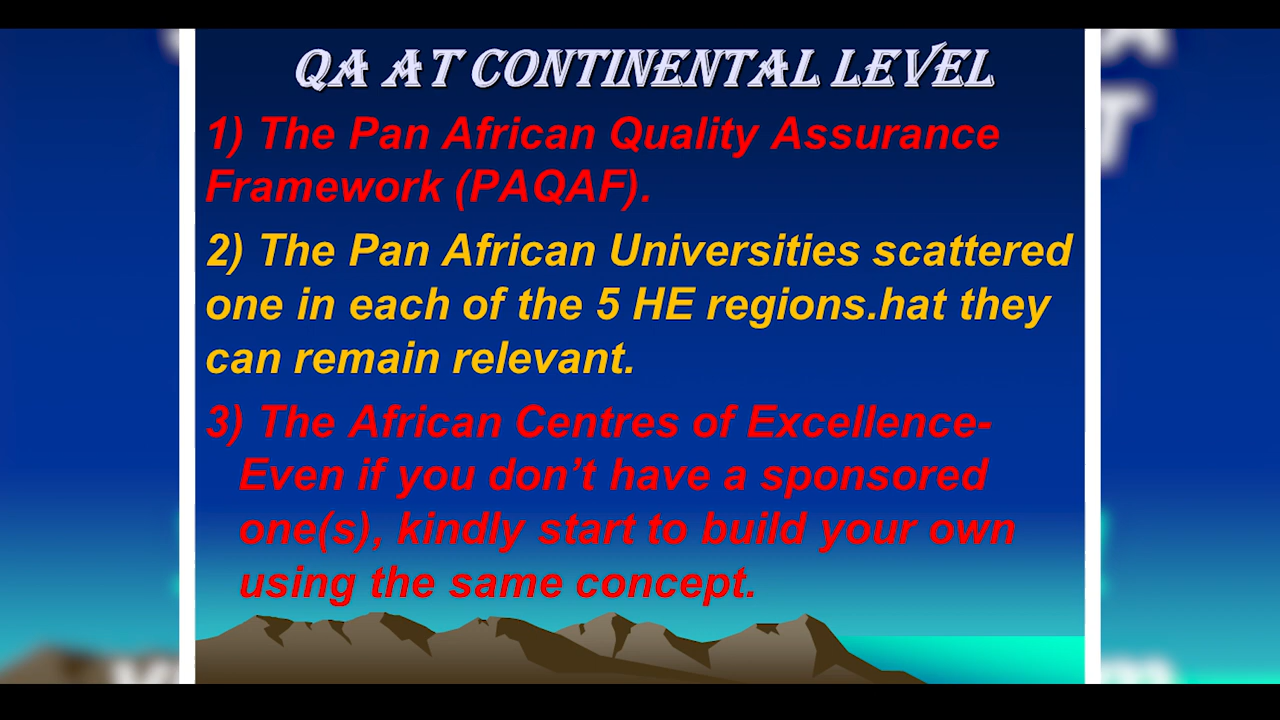 QA AT CONTINENTAL LEVEL
1) The Pan African Quality Assurance
Framework (PAQAF).
2) The Pan African Universities scattered
one in each of the 5 HE regions.hat they
can remain relevant.
3) The African Centres of Excellence-
Even if you don’t have a sponsored
one(s), kindly start to build your own
using the same concept.